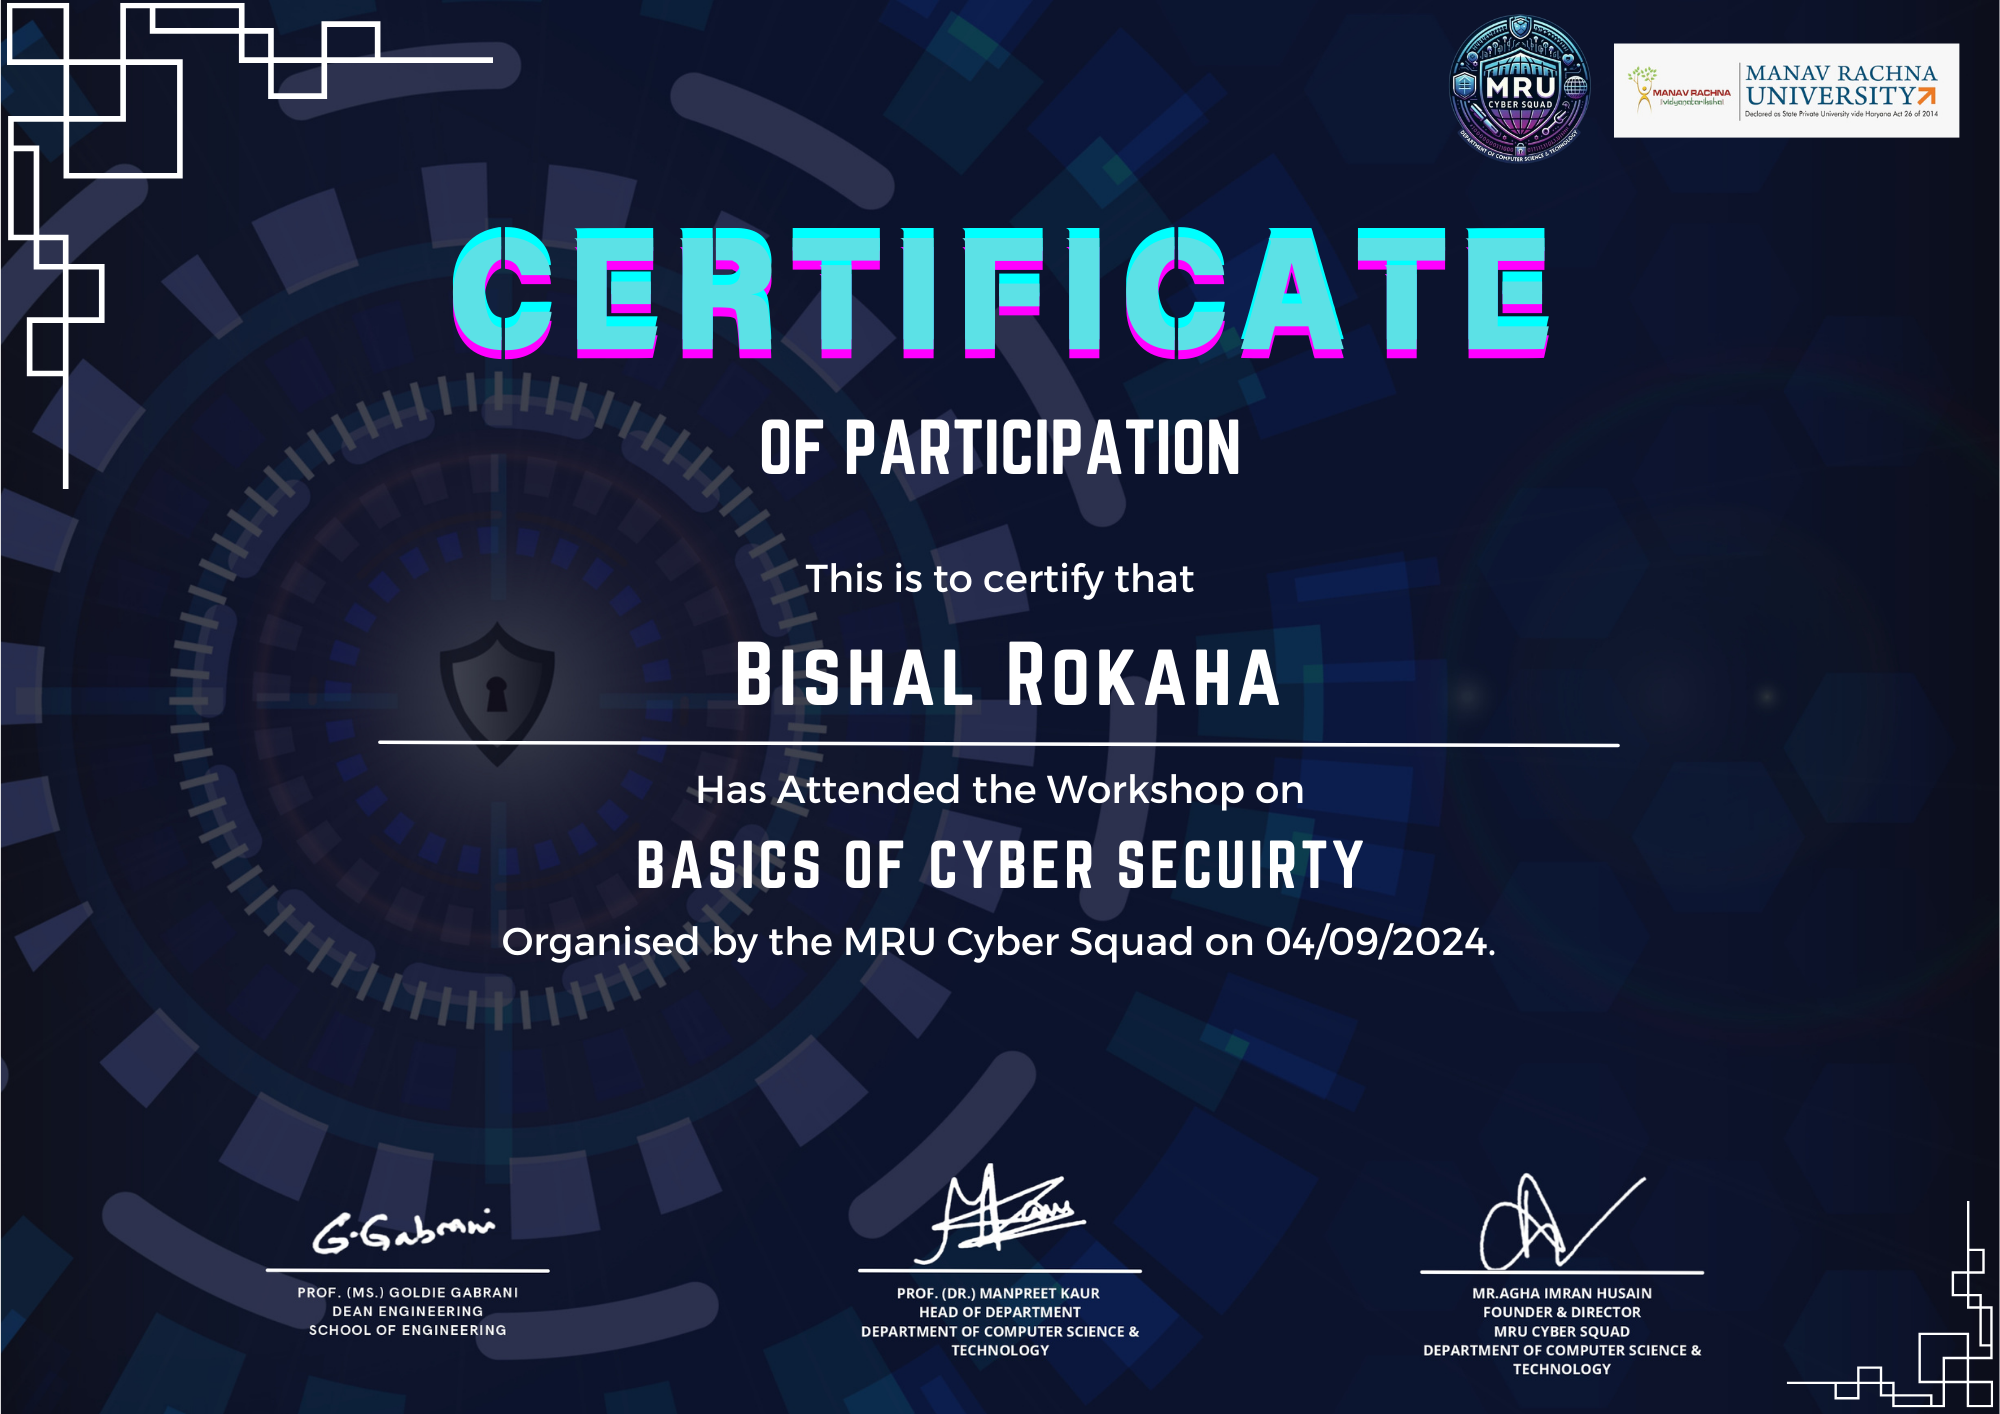 MRU
CYBER SQUAD
DEPARTMENT OF COMPUTER SCIENCE & TECHNOLOGY
MANAV RACHNA
vidyanatariksha
MANAV RACHNA
UNIVERSITY
Declared as State Private University vide Haryana Act 26 of 2014
CERTIFICATE
OF PARTICIPATION
This is to certify that
BISHAL ROKAHA
Has Attended the Workshop on
BASICS OF CYBER SECUIRTY
Organised by the MRU Cyber Squad on 04/09/2024.
G.Gabrani
PROF. (MS.) GOLDIE GABRANI
DEAN ENGINEERING
SCHOOL OF ENGINEERING
PROF. (DR.) MANPREET KAUR
HEAD OF DEPARTMENT
DEPARTMENT OF COMPUTER SCIENCE &
TECHNOLOGY
MR.AGHA IMRAN HUSAIN
FOUNDER & DIRECTOR
MRU CYBER SQUAD
DEPARTMENT OF COMPUTER SCIENCE &
TECHNOLOGY